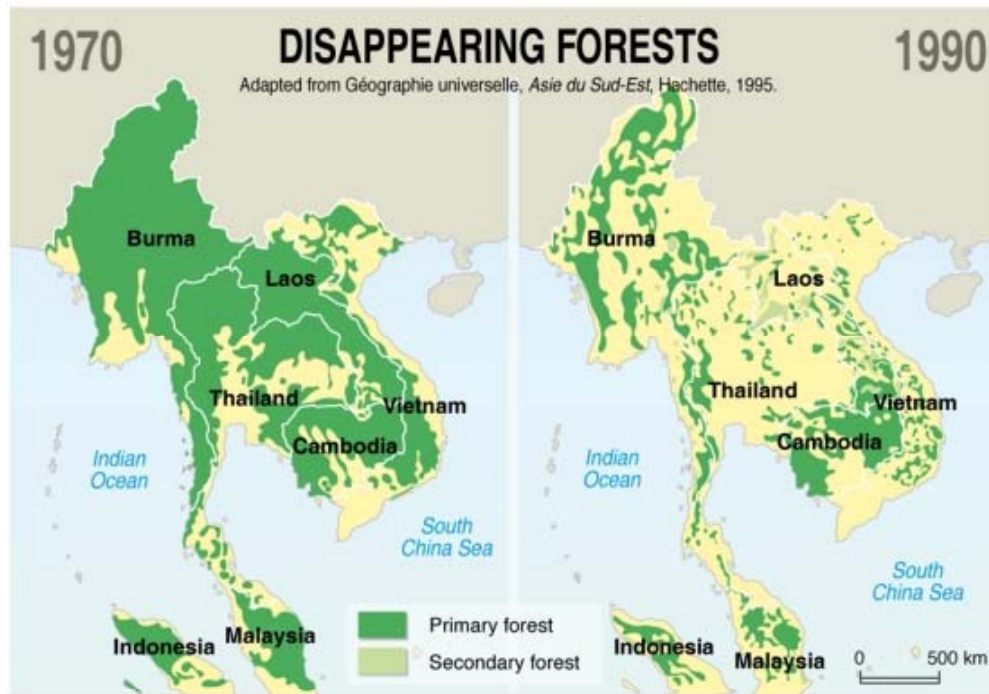 1970
DISAPPEARING FORESTS
1990
Adapted from Géographie universelle, Asie du Sud-Est, Hachette, 1995.
Burma
Laos
Thailand
Vietnam
Cambodia
Indian
Ocean
South
China Sea
Indonesia
Malaysia
Burma
Laos
Thailand
Vietnam
Cambodia
Indian
Ocean
South
China Sea
Indonesia
Malaysia
Primary forest
Secondary forest
0 500 km